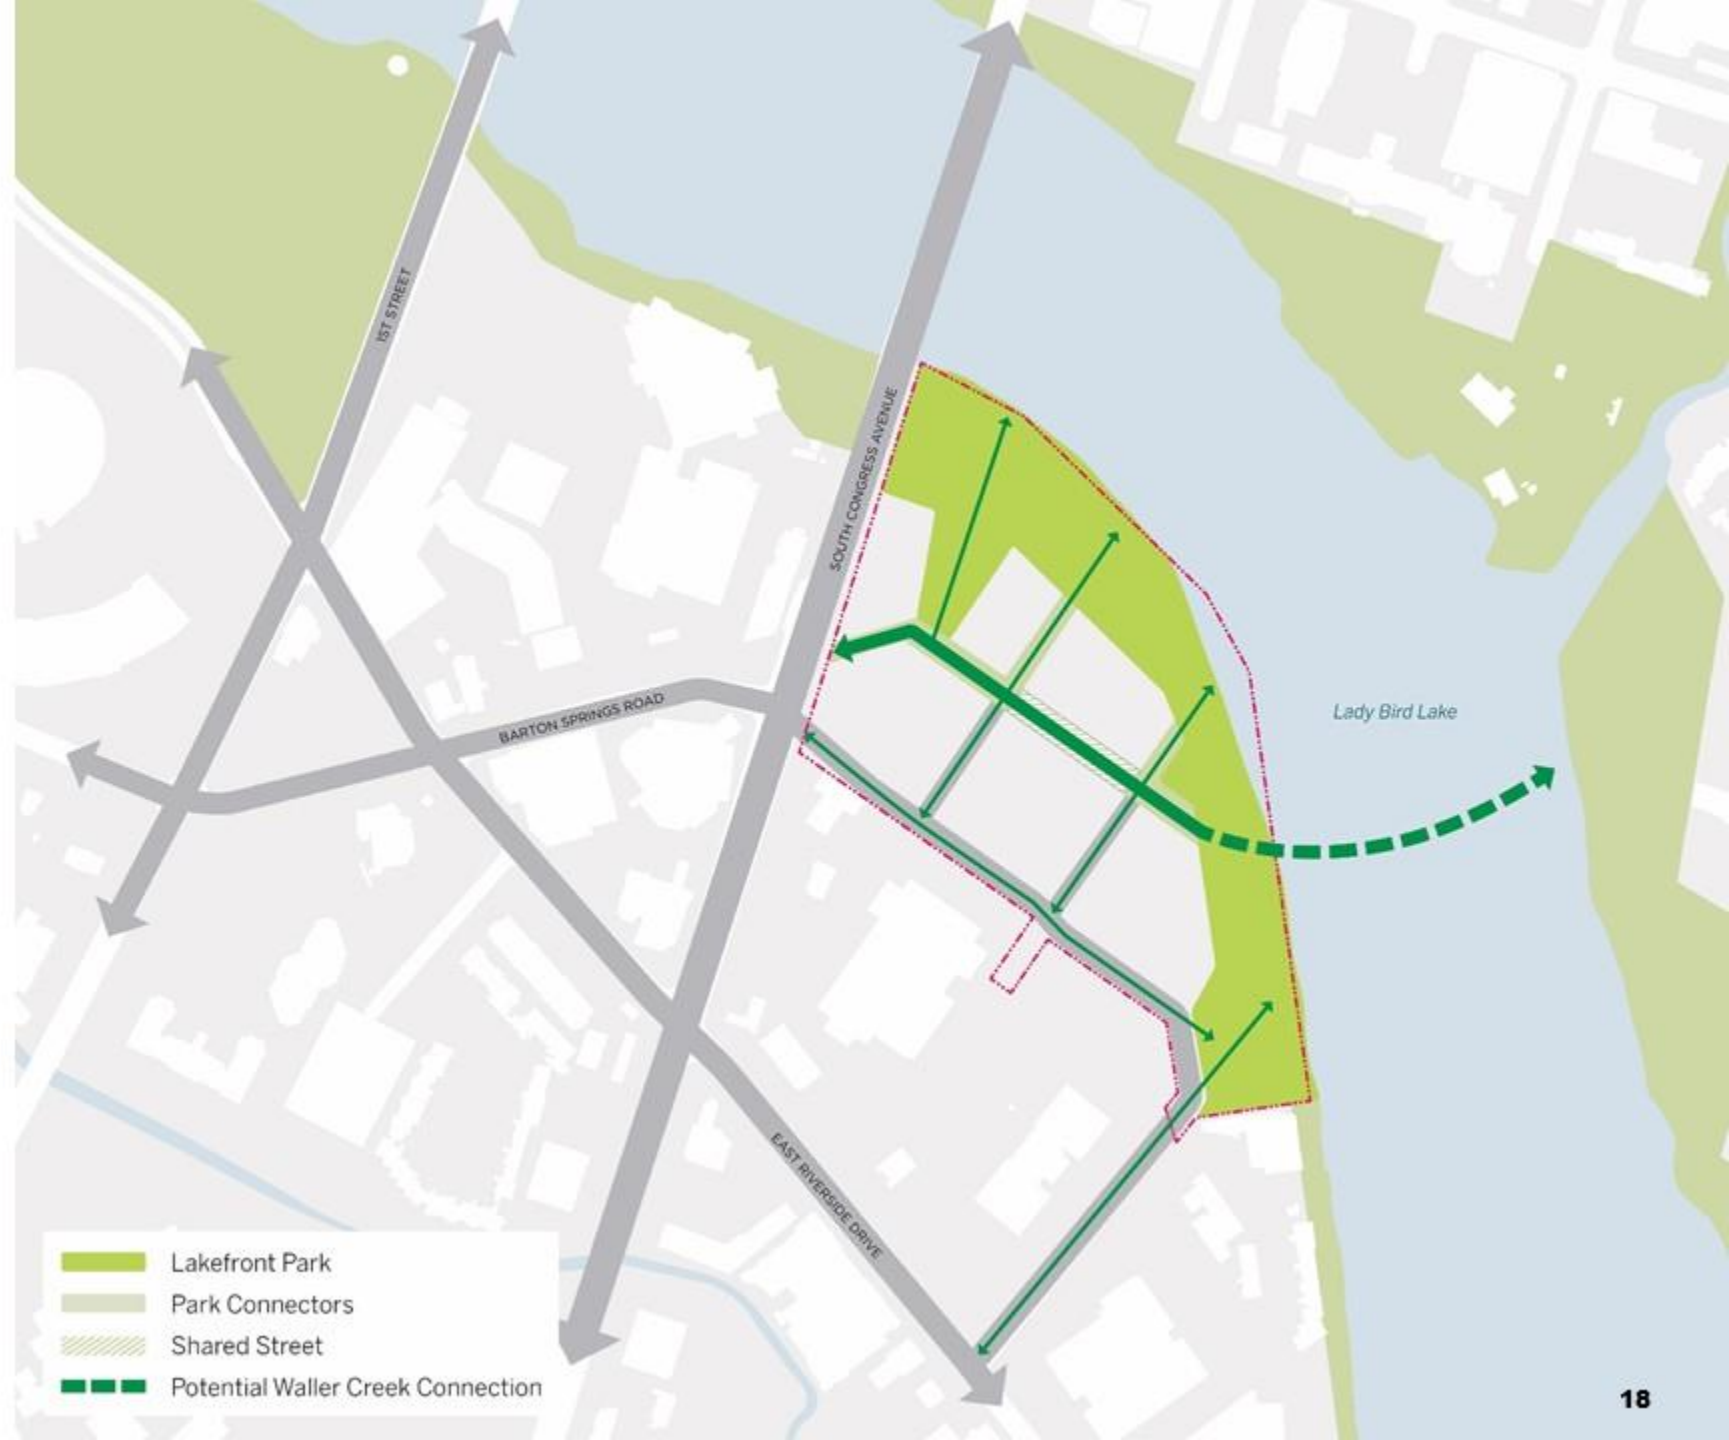 1ST STREET
SOUTH CONGRESS AVENUE
BARTON SPRINGS ROAD
Lady Bird Lake
EAST RIVERSIDE DRIVE
Lakefront Park
Park Connectors
Shared Street
Potential Waller Creek Connection
18